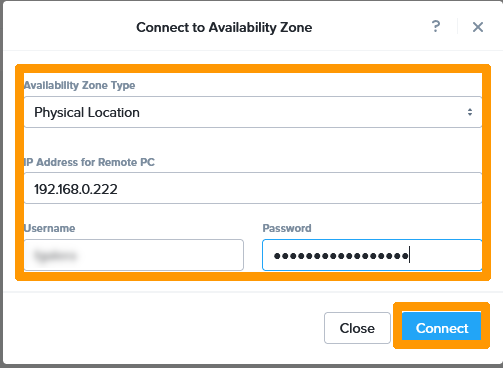 Connect to Availability Zone ? ×
Availability Zone Type
Physical Location
IP Address for Remote PC
192.168.0.222
Username Password
●●●●●●●●●●●●●●●●●
Close Connect